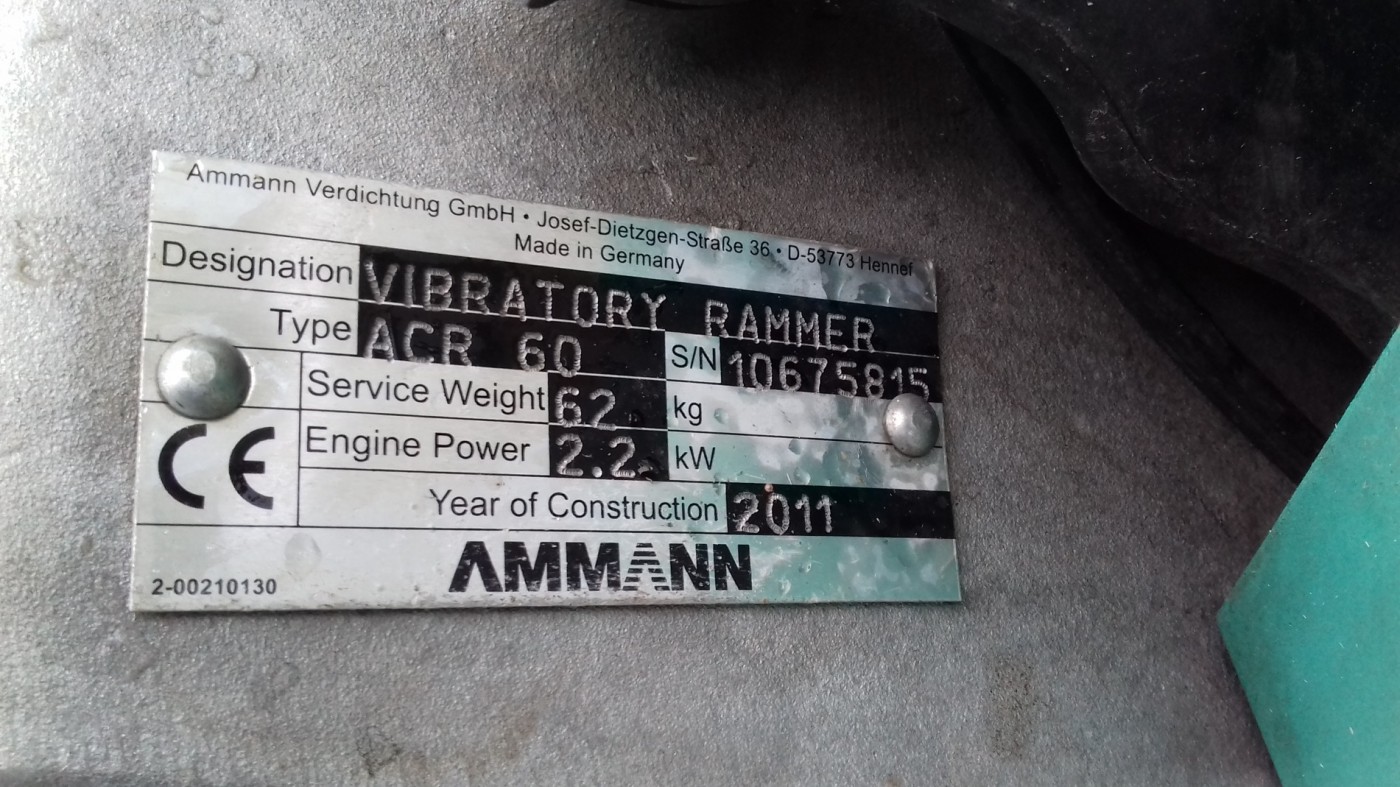 Ammann Verdichtung GmbH • Josef-Dietzgen-Straße 36 • D-53773 Hennef
Made in Germany
Designation VIBRATORY RAMMER
Type ACR 60 S/N 10675815
Service Weight 62 kg
Engine Power 2.2 kW
CE
Year of Construction 2011
AMMANN
2-00210130